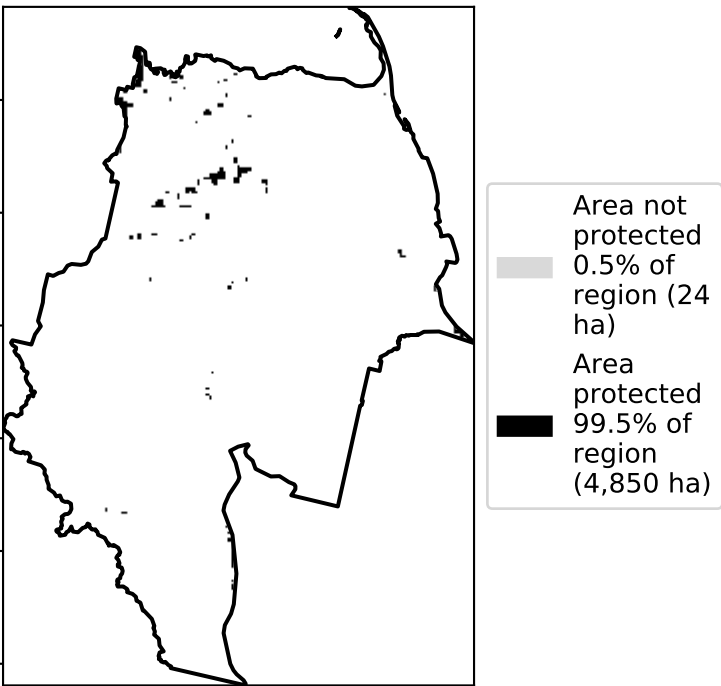 Area not
protected
0.5% of
region (24
ha)
Area
protected
99.5% of
region
(4,850 ha)